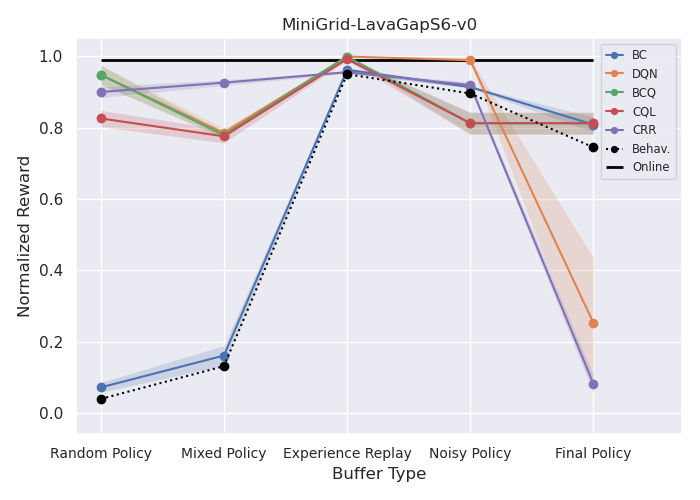 MiniGrid-LavaGapS6-v0
Normalized Reward
1.0
0.8
0.6
0.4
0.2
0.0
BC
DQN
BCQ
CQL
CRR
Behav.
Online
Random Policy Mixed Policy Experience Replay Noisy Policy Final Policy
Buffer Type